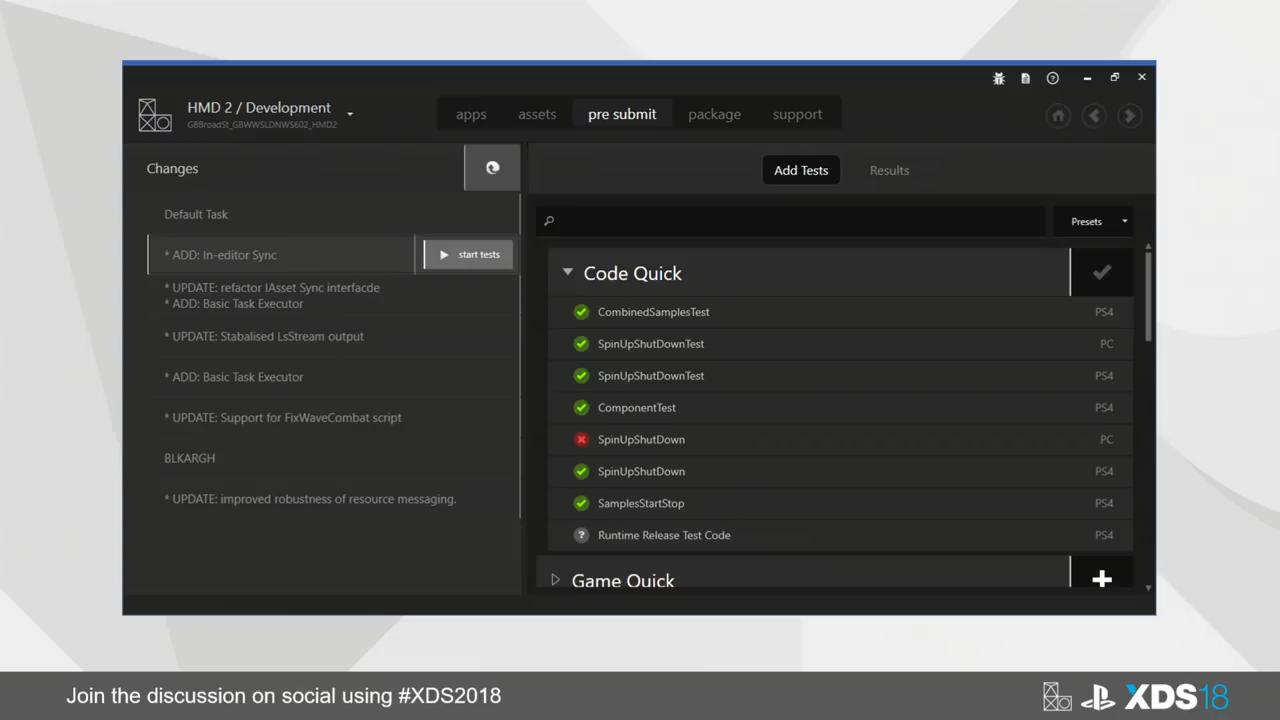 HMD 2 / Development
GBBroadSt_GBWWSLDNWS602_HMD2
apps
assets
pre submit
package
support
Changes
Default Task
* ADD: In-editor Sync
start tests
* UPDATE: refactor IAsset Sync interfacde
* ADD: Basic Task Executor
* UPDATE: Stabalised LsStream output
* ADD: Basic Task Executor
* UPDATE: Support for FixWaveCombat script
BLKARGH
* UPDATE: improved robustness of resource messaging.
Add Tests
Results
Presets
Code Quick
CombinedSamplesTest PS4
SpinUpShutDownTest PC
SpinUpShutDownTest PS4
ComponentTest PS4
SpinUpShutDown PC
SpinUpShutDown PS4
SamplesStartStop PS4
Runtime Release Test Code PS4
Game Quick
Join the discussion on social using #XDS2018
XDS18